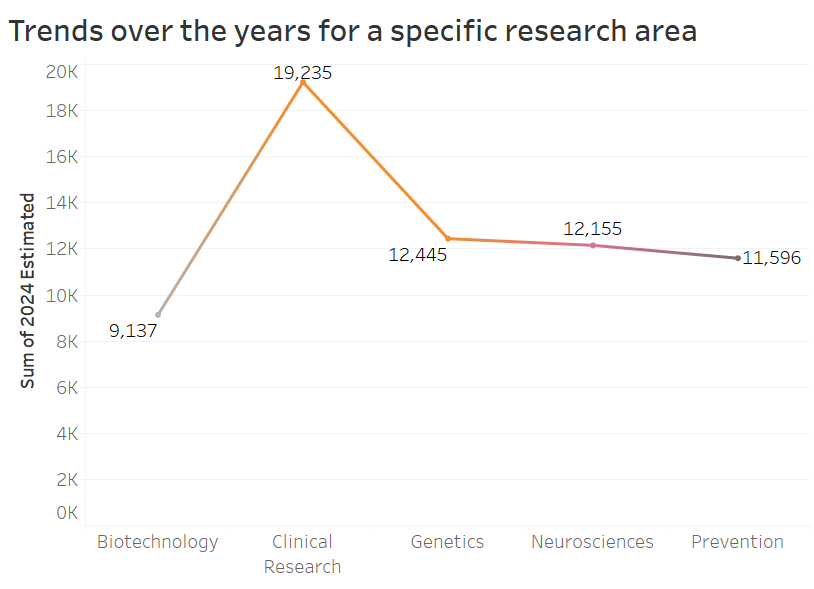 Trends over the years for a specific research area
Sum of 2024 Estimated
20K
18K
16K
14K
12K
10K
8K
6K
4K
2K
0K
19,235
12,155
12,445
11,596
9,137
Biotechnology
Clinical
Research
Genetics
Neurosciences
Prevention